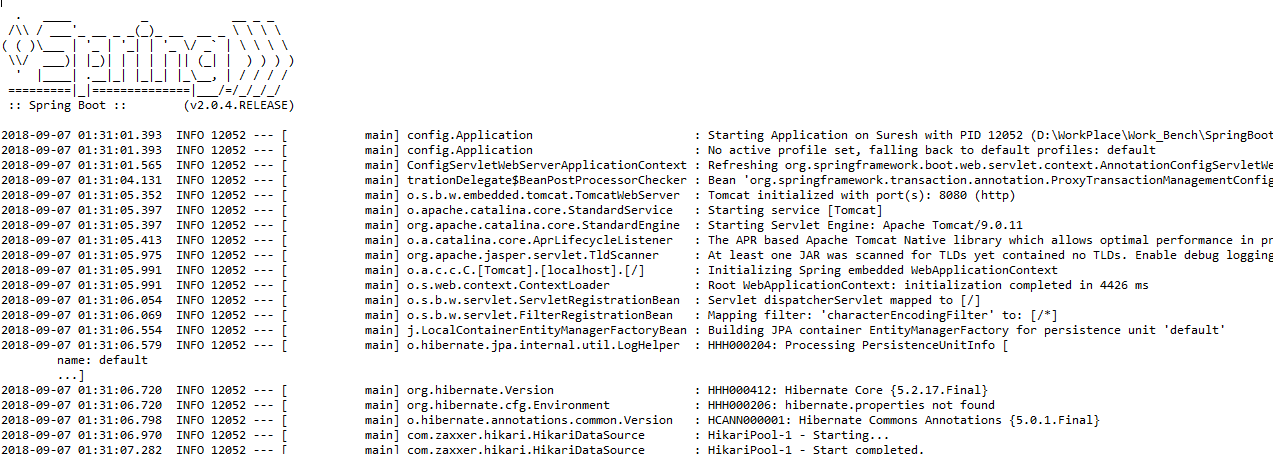 .   ____          _            __ _ _
 /\\ / ___'_ __ _ _(_)_ __  __ _ \ \ \ \
( ( )\___ | '_ | '_| | '_ \/ _` | \ \ \ \
 \\/  ___)| |_)| | | | | || (_| |  ) ) ) )
  '  |____| .__|_| |_|_| |_\__, | / / / /
 =========|_|==============|___/=/_/_/_/
 :: Spring Boot ::        (v2.0.4.RELEASE)
2018-09-07 01:31:01.393  INFO 12052 --- [           main] config.Application                       : Starting Application on Suresh with PID 12052 (D:\WorkPlace\Work_Bench\SpringBoot
2018-09-07 01:31:01.393  INFO 12052 --- [           main] config.Application                       : No active profile set, falling back to default profiles: default
2018-09-07 01:31:01.565  INFO 12052 --- [           main] ConfigServletWebServerApplicationContext : Refreshing org.springframework.boot.web.servlet.context.AnnotationConfigServletWe
2018-09-07 01:31:04.131  INFO 12052 --- [           main] trationDelegate$BeanPostProcessorChecker : Bean 'org.springframework.transaction.annotation.ProxyTransactionManagementConfig
2018-09-07 01:31:05.352  INFO 12052 --- [           main] o.s.b.w.embedded.tomcat.TomcatWebServer  : Tomcat initialized with port(s): 8080 (http)
2018-09-07 01:31:05.397  INFO 12052 --- [           main] o.apache.catalina.core.StandardService   : Starting service [Tomcat]
2018-09-07 01:31:05.397  INFO 12052 --- [           main] org.apache.catalina.core.StandardEngine  : Starting Servlet Engine: Apache Tomcat/9.0.11
2018-09-07 01:31:05.413  INFO 12052 --- [           main] o.a.catalina.core.AprLifecycleListener   : The APR based Apache Tomcat Native library which allows optimal performance in pr
2018-09-07 01:31:05.975  INFO 12052 --- [           main] org.apache.jasper.servlet.TldScanner     : At least one JAR was scanned for TLDs yet contained no TLDs. Enable debug logging
2018-09-07 01:31:05.991  INFO 12052 --- [           main] o.a.c.c.C.[Tomcat].[localhost].[/]       : Initializing Spring embedded WebApplicationContext
2018-09-07 01:31:05.991  INFO 12052 --- [           main] o.s.web.context.ContextLoader            : Root WebApplicationContext: initialization completed in 4426 ms
2018-09-07 01:31:06.054  INFO 12052 --- [           main] o.s.b.w.servlet.ServletRegistrationBean  : Servlet dispatcherServlet mapped to [/]
2018-09-07 01:31:06.069  INFO 12052 --- [           main] o.s.b.w.servlet.FilterRegistrationBean   : Mapping filter: 'characterEncodingFilter' to: [/*]
2018-09-07 01:31:06.554  INFO 12052 --- [           main] j.LocalContainerEntityManagerFactoryBean : Building JPA container EntityManagerFactory for persistence unit 'default'
2018-09-07 01:31:06.579  INFO 12052 --- [           main] o.hibernate.jpa.internal.util.LogHelper  : HHH000204: Processing PersistenceUnitInfo [
	name: default
	...]
2018-09-07 01:31:06.720  INFO 12052 --- [           main] org.hibernate.Version                    : HHH000412: Hibernate Core {5.2.17.Final}
2018-09-07 01:31:06.720  INFO 12052 --- [           main] org.hibernate.cfg.Environment            : HHH000206: hibernate.properties not found
2018-09-07 01:31:06.798  INFO 12052 --- [           main] o.hibernate.annotations.common.Version   : HCANN000001: Hibernate Commons Annotations {5.0.1.Final}
2018-09-07 01:31:06.970  INFO 12052 --- [           main] com.zaxxer.hikari.HikariDataSource       : HikariPool-1 - Starting...
2018-09-07 01:31:07.282  INFO 12052 --- [           main] com.zaxxer.hikari.HikariDataSource       : HikariPool-1 - Start completed.